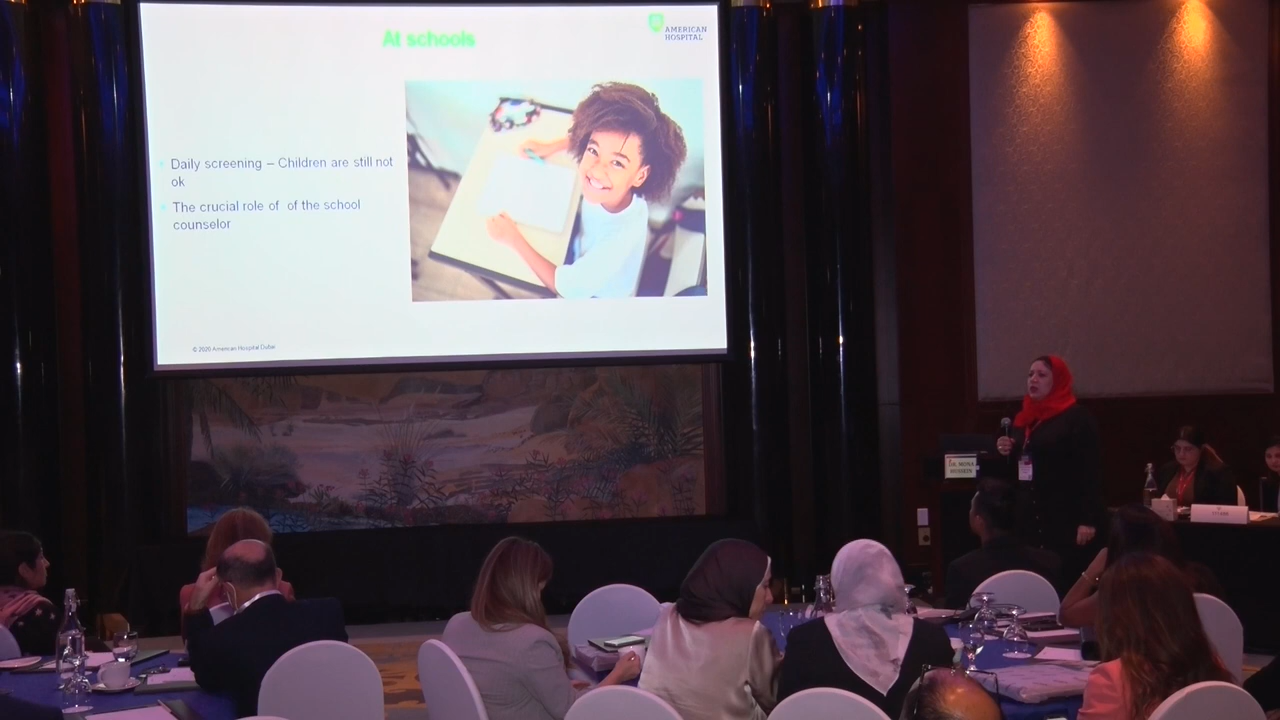 At schools
AMERICAN
HOSPITAL
Daily screening – Children are still not
ok
The crucial role of of the school
counselor
© 2020 American Hospital Dubai
DR. MONA